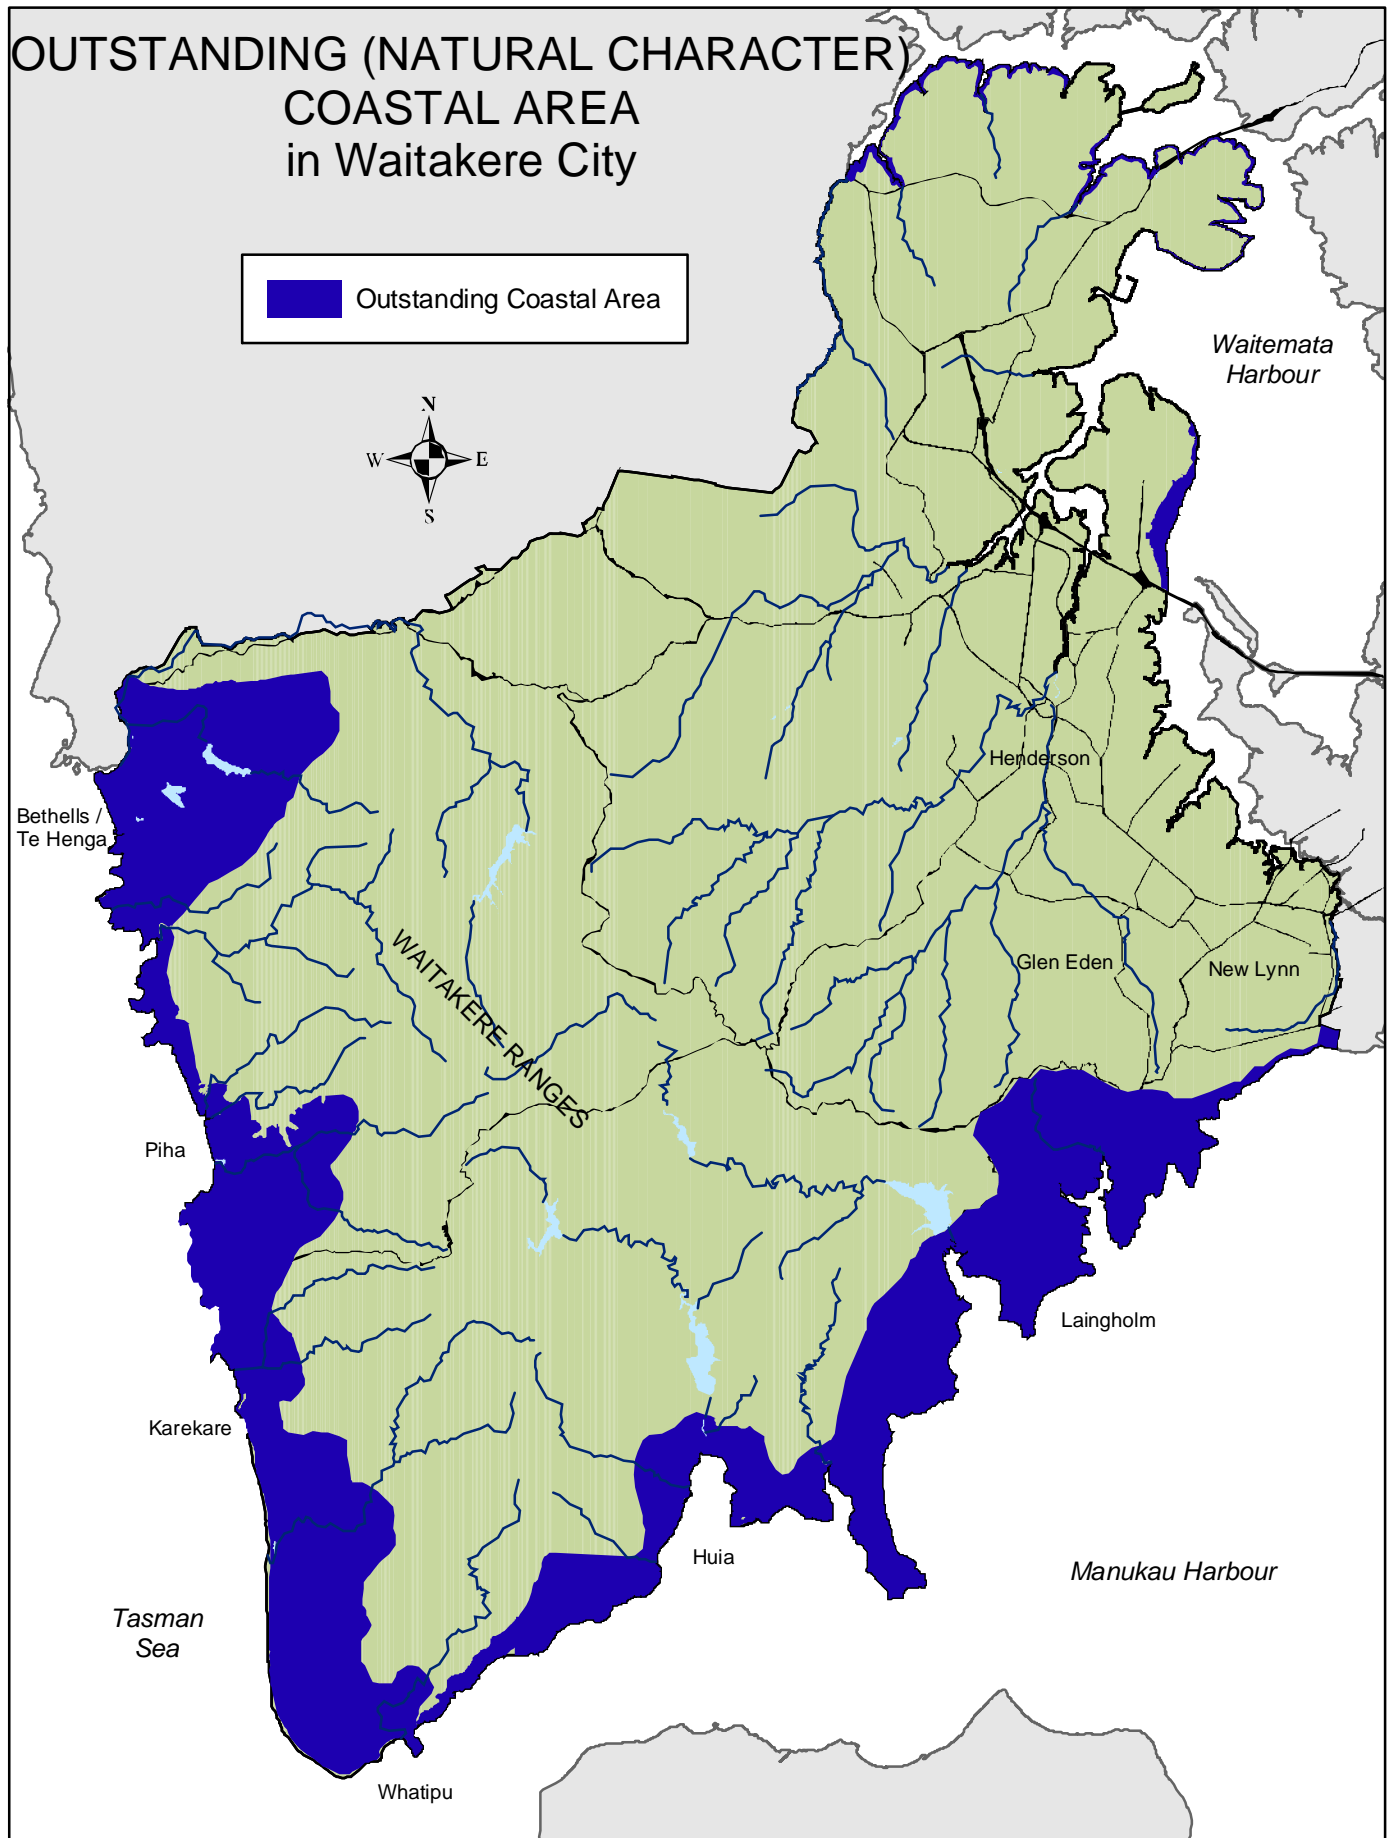 OUTSTANDING (NATURAL CHARACTER)
COASTAL AREA
in Waitakere City
Outstanding Coastal Area
Waitemata
Harbour
N
W
E
S
Henderson
Bethells /
Te Henga
WAITAKERE RANGES
Glen Eden
New Lynn
Piha
Laingholm
Karekare
Huia
Manukau Harbour
Tasman
Sea
Whatipu